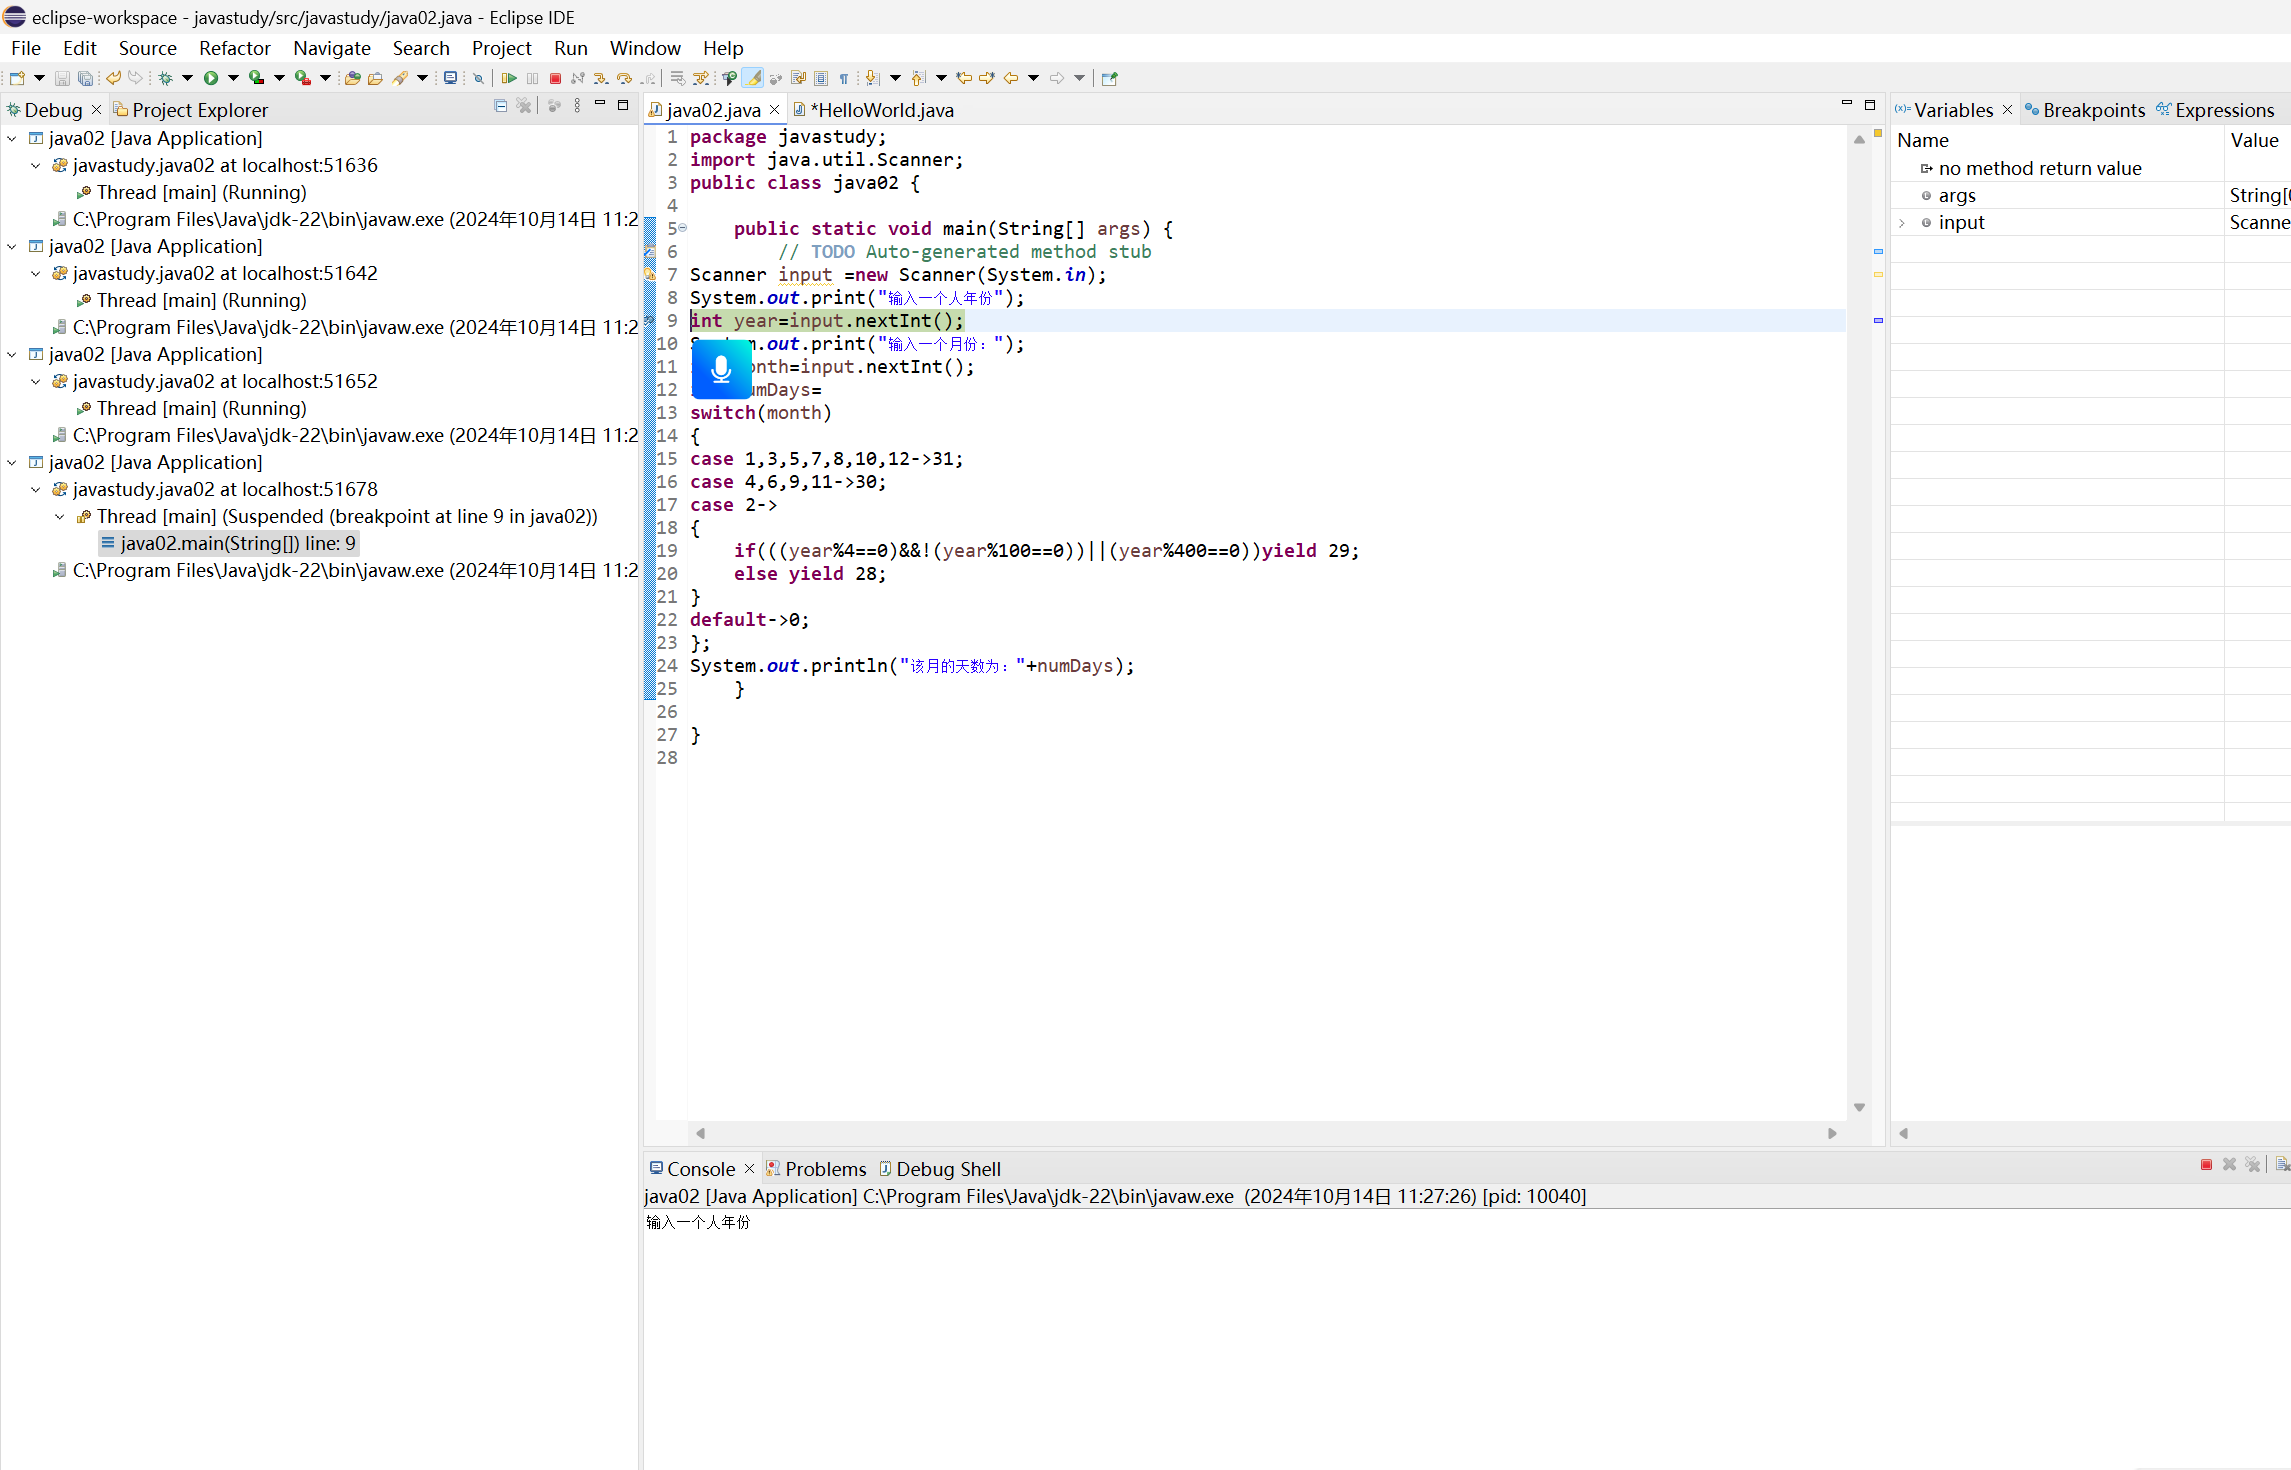 eclipse-workspace - javastudy/src/javastudy/java02.java - Eclipse IDE
File Edit Source Refactor Navigate Search Project Run Window Help
Debug Project Explorer
java02 [Java Application]
javastudy.java02 at localhost:51636
Thread [main] (Running)
C:\Program Files\Java\jdk-22\bin\javaw.exe (2024年10月14日 11:2
java02 [Java Application]
javastudy.java02 at localhost:51642
Thread [main] (Running)
C:\Program Files\Java\jdk-22\bin\javaw.exe (2024年10月14日 11:2
java02 [Java Application]
javastudy.java02 at localhost:51652
Thread [main] (Running)
C:\Program Files\Java\jdk-22\bin\javaw.exe (2024年10月14日 11:2
java02 [Java Application]
javastudy.java02 at localhost:51678
Thread [main] (Suspended (breakpoint at line 9 in java02))
java02.main(String[]) line: 9
C:\Program Files\Java\jdk-22\bin\javaw.exe (2024年10月14日 11:2
java02.java *HelloWorld.java
1 package javastudy;
2 import java.util.Scanner;
3 public class java02 {
4
5 public static void main(String[] args) {
6 // TODO Auto-generated method stub
7 Scanner input =new Scanner(System.in);
8 System.out.print("输入一个人年份");
9 int year=input.nextInt();
10 .out.print("输入一个月份：");
11 onth=input.nextInt();
12 umDays=
13 switch(month)
14 {
15 case 1,3,5,7,8,10,12->31;
16 case 4,6,9,11->30;
17 case 2->
18 {
19 if(((year%4==0)&&!(year%100==0))||(year%400==0))yield 29;
20 else yield 28;
21 }
22 default->0;
23 };
24 System.out.println("该月的天数为："+numDays);
25 }
26
27 }
28
Variables Breakpoints Expressions
Name Value
no method return value
args String[
input Scanne
Console Problems Debug Shell
java02 [Java Application] C:\Program Files\Java\jdk-22\bin\javaw.exe (2024年10月14日 11:27:26) [pid: 10040]
输入一个人年份